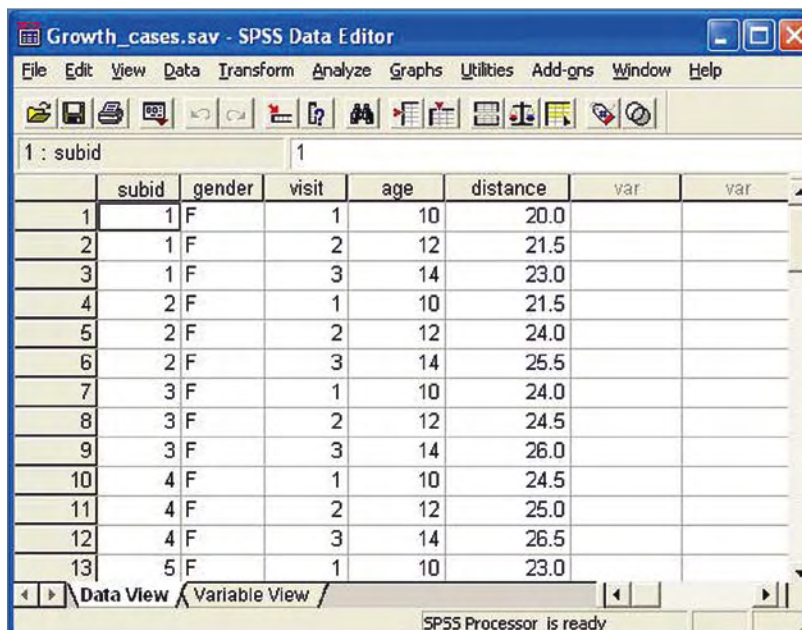 Growth_cases.sav - SPSS Data Editor
File Edit View Data Transform Analyze Graphs Utilities Add-ons Window Help
1 : subid 1
subid gender visit age distance var var
1 1 F 1 10 20.0
2 1 F 2 12 21.5
3 1 F 3 14 23.0
4 2 F 1 10 21.5
5 2 F 2 12 24.0
6 2 F 3 14 25.5
7 3 F 1 10 24.0
8 3 F 2 12 24.5
9 3 F 3 14 26.0
10 4 F 1 10 24.5
11 4 F 2 12 25.0
12 4 F 3 14 26.5
13 5 F 1 10 23.0
Data View Variable View
SPSS Processor is ready